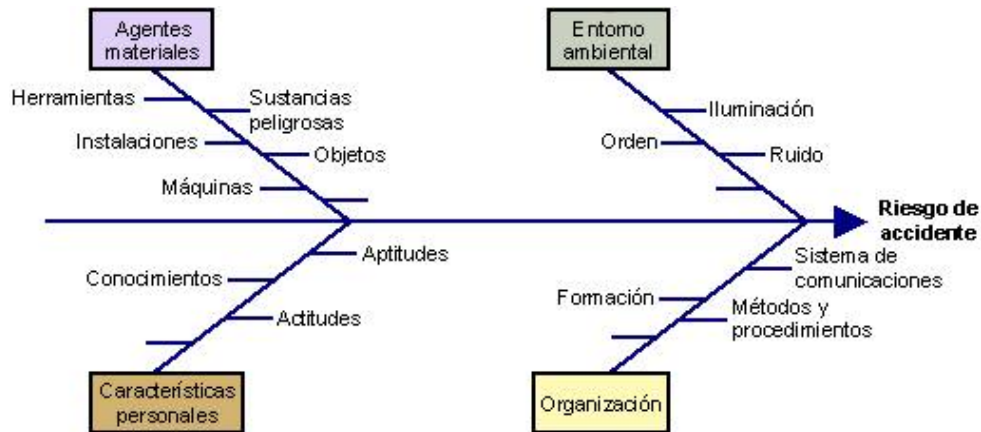 Agentes
materiales
Entorno
ambiental
Herramientas
Sustancias
peligrosas
Iluminación
Instalaciones
Orden
Objetos
Ruido
Máquinas
Riesgo de
accidente
Aptitudes
Sistema de
comunicaciones
Conocimientos
Formación
Métodos y
procedimientos
Actitudes
Características
personales
Organización